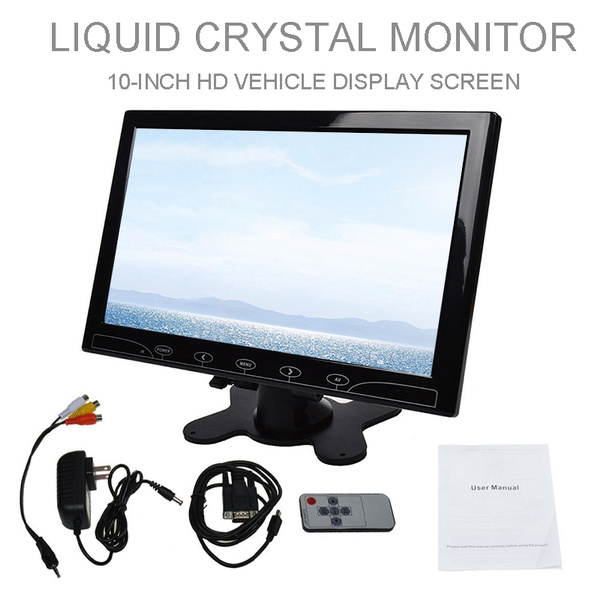 LIQUID CRYSTAL MONITOR
10-INCH HD VEHICLE DISPLAY SCREEN
POWER
MENU
AV
User Manual